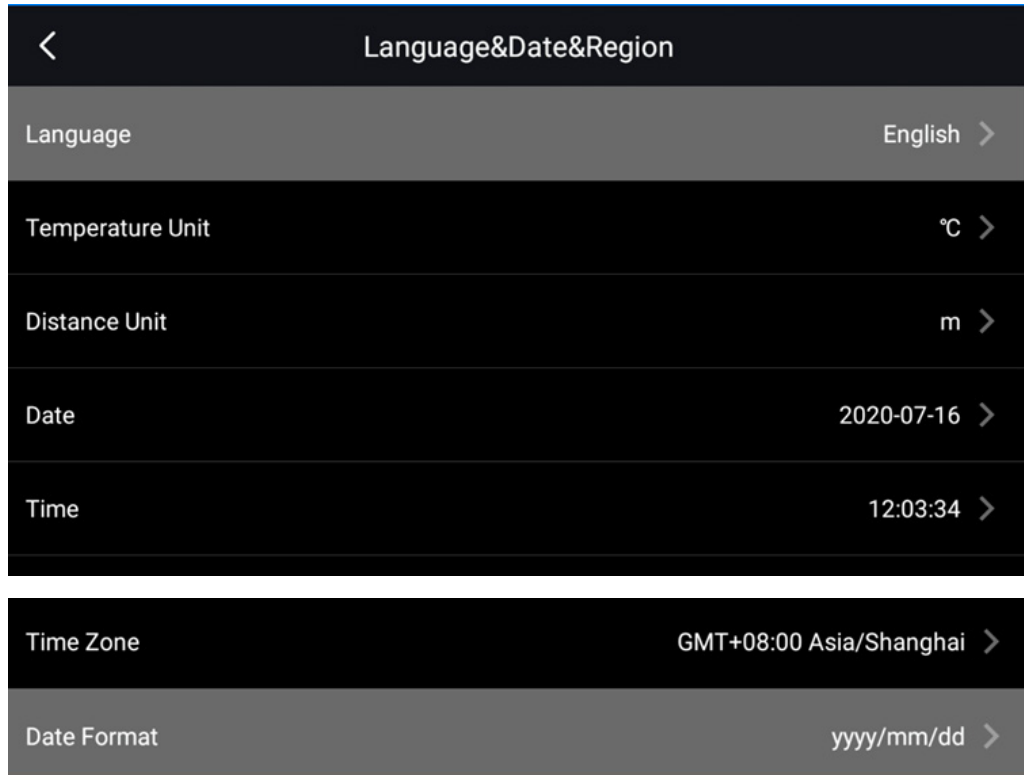 Language&Date&Region
Language English
Temperature Unit ℃
Distance Unit m
Date 2020-07-16
Time 12:03:34
Time Zone GMT+08:00 Asia/Shanghai
Date Format yyyy/mm/dd